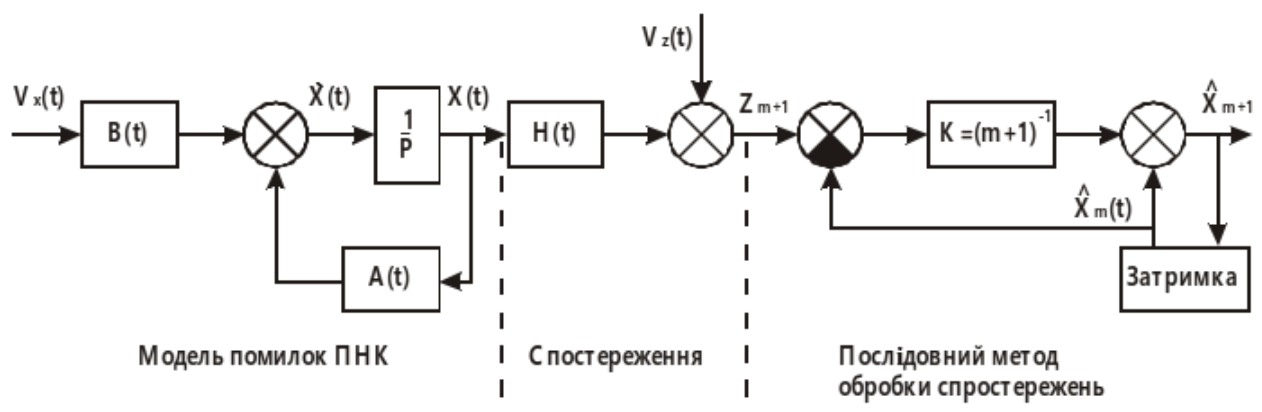 V z(t)
V x(t)
B(t)
Ẋ(t)
1
P
X(t)
H(t)
Z m+1
K =(m+1) -1
X̂ m+1
X̂ m(t)
A(t)
Затримка
Модель помилок ПНК
Спостереження
Послідовний метод
обробки спростережень